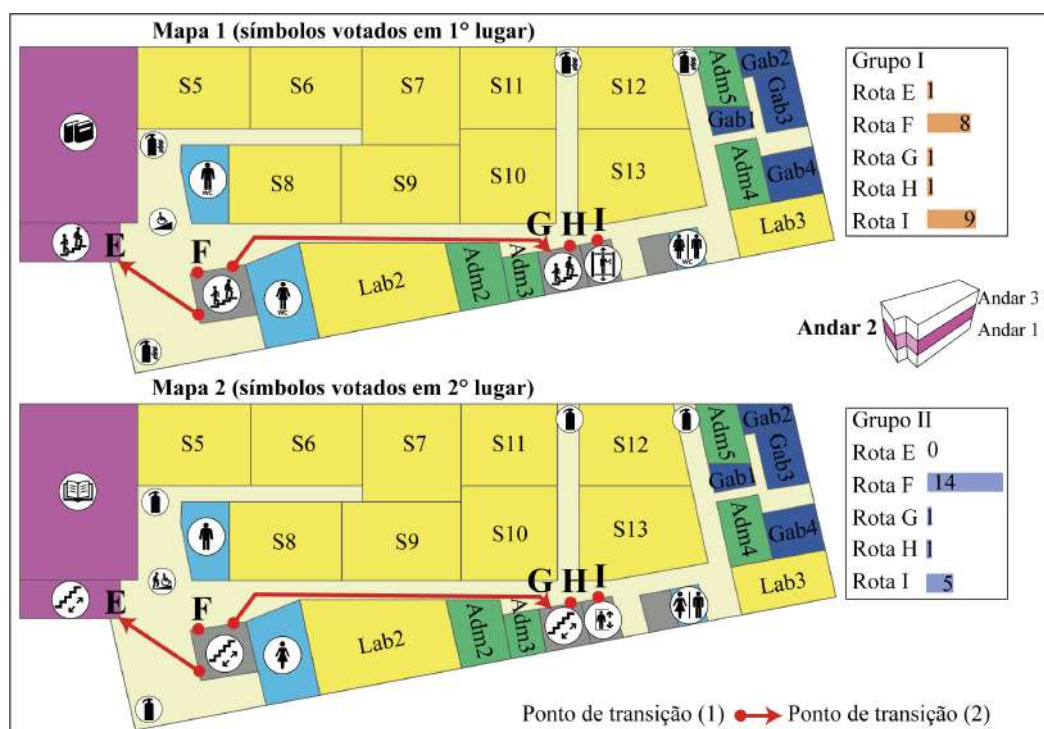 Mapa 1 (símbolos votados em 1° lugar)
S5
S6
S7
S11
S12
Adm5
Gab2
Gab3
Gab1
S8
S9
S10
S13
Adm4
Gab4
Lab3
WC
E
F
G
H
I
WC
Lab2
Adm2
Adm3
WC
Grupo I
Rota E 1
Rota F 8
Rota G 1
Rota H 1
Rota I 9
Andar 2
Andar 3
Andar 1
Mapa 2 (símbolos votados em 2° lugar)
S5
S6
S7
S11
S12
Adm5
Gab2
Gab3
Gab1
S8
S9
S10
S13
Adm4
Gab4
Lab3
E
F
G
H
I
Lab2
Adm2
Adm3
Grupo II
Rota E 0
Rota F 14
Rota G 1
Rota H 1
Rota I 5
Ponto de transição (1) Ponto de transição (2)